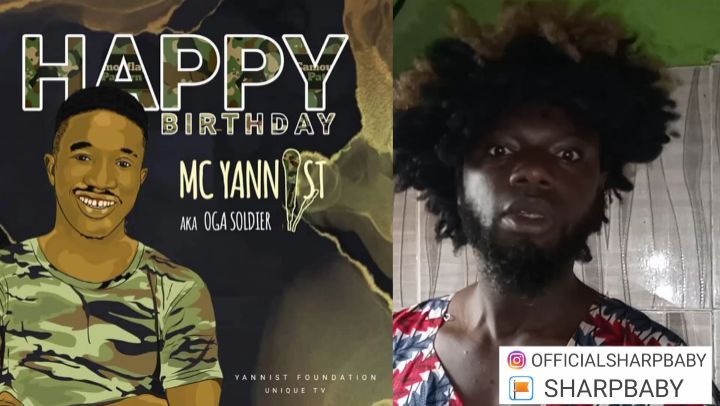 HAPPY
BIRTHDAY
MC YANNIST
AKA OGA SOLDIER
YANNIST FOUNDATION
UNIQUE TV
OFFICIALSHARPBABY
SHARPBABY